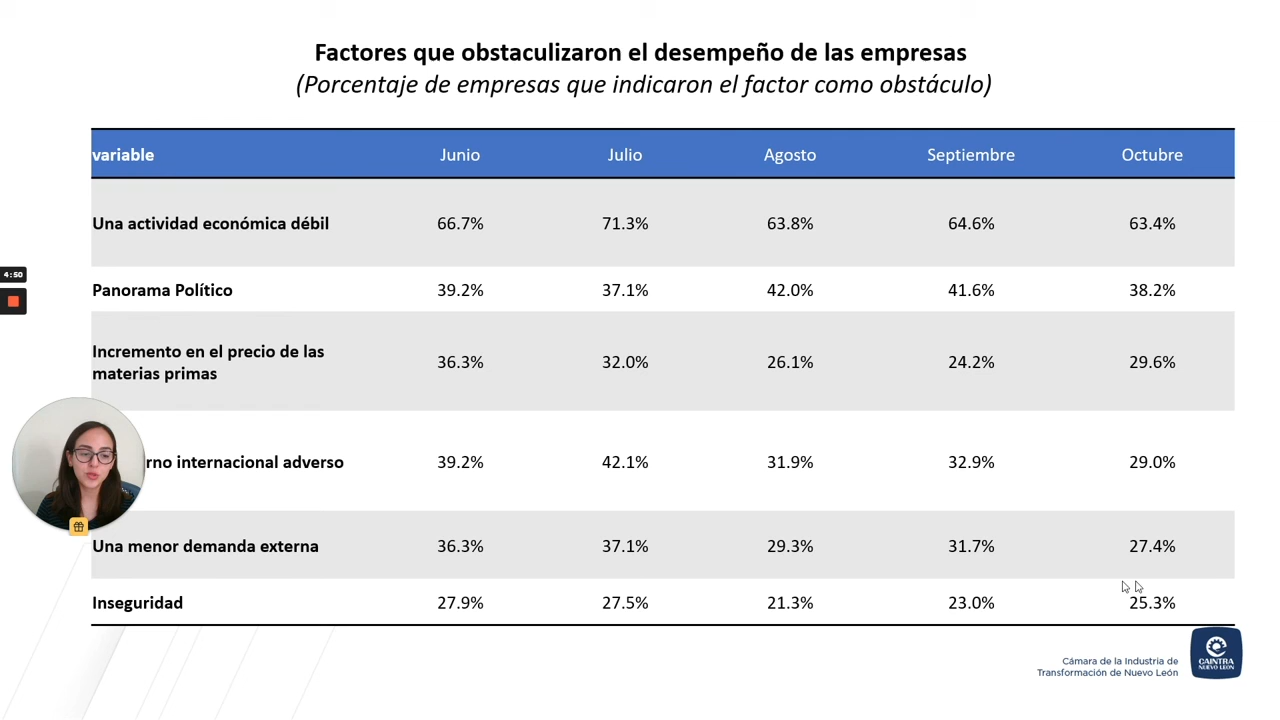 Factores que obstaculizaron el desempeño de las empresas
(Porcentaje de empresas que indicaron el factor como obstáculo)
variable Junio Julio Agosto Septiembre Octubre
Una actividad económica débil 66.7% 71.3% 63.8% 64.6% 63.4%
4:50
Panorama Político 39.2% 37.1% 42.0% 41.6% 38.2%
Incremento en el precio de las
materias primas 36.3% 32.0% 26.1% 24.2% 29.6%
rno internacional adverso 39.2% 42.1% 31.9% 32.9% 29.0%
Una menor demanda externa 36.3% 37.1% 29.3% 31.7% 27.4%
Inseguridad 27.9% 27.5% 21.3% 23.0% 25.3%
Cámara de la Industria de
Transformación de Nuevo León
CAINTRA
NUEVO LEÓN